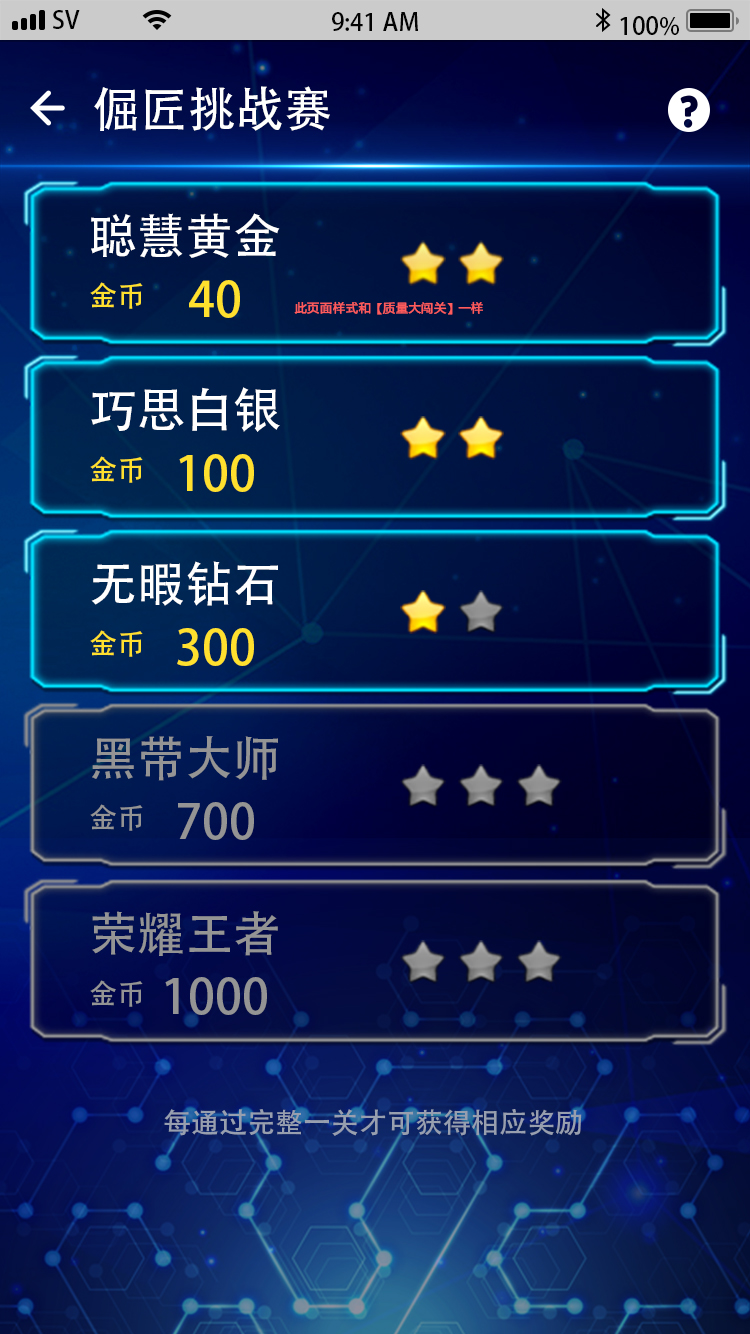 SV 9:41 AM 100%
倔匠挑战赛
聪慧黄金
金币 40
此页面样式和【质量大闯关】一样
巧思白银
金币 100
无暇钻石
金币 300
黑带大师
金币 700
荣耀王者
金币 1000
每通过完整一关才可获得相应奖励